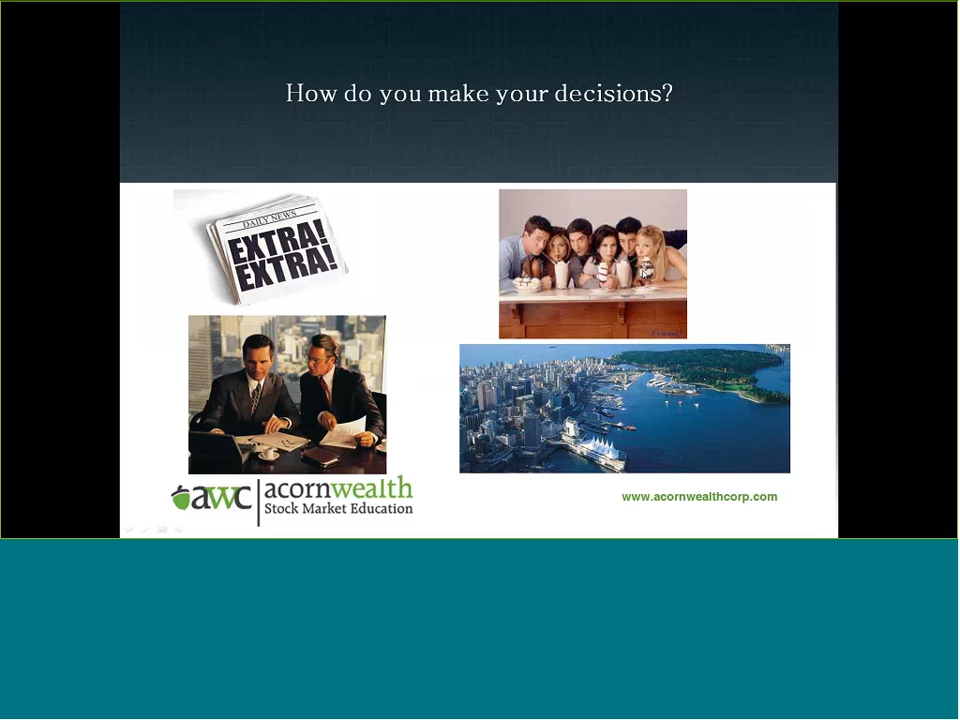 How do you make your decisions?
DAILY NEWS
EXTRA!
EXTRA!
awc acornwealth
Stock Market Education
www.acornwealthcorp.com